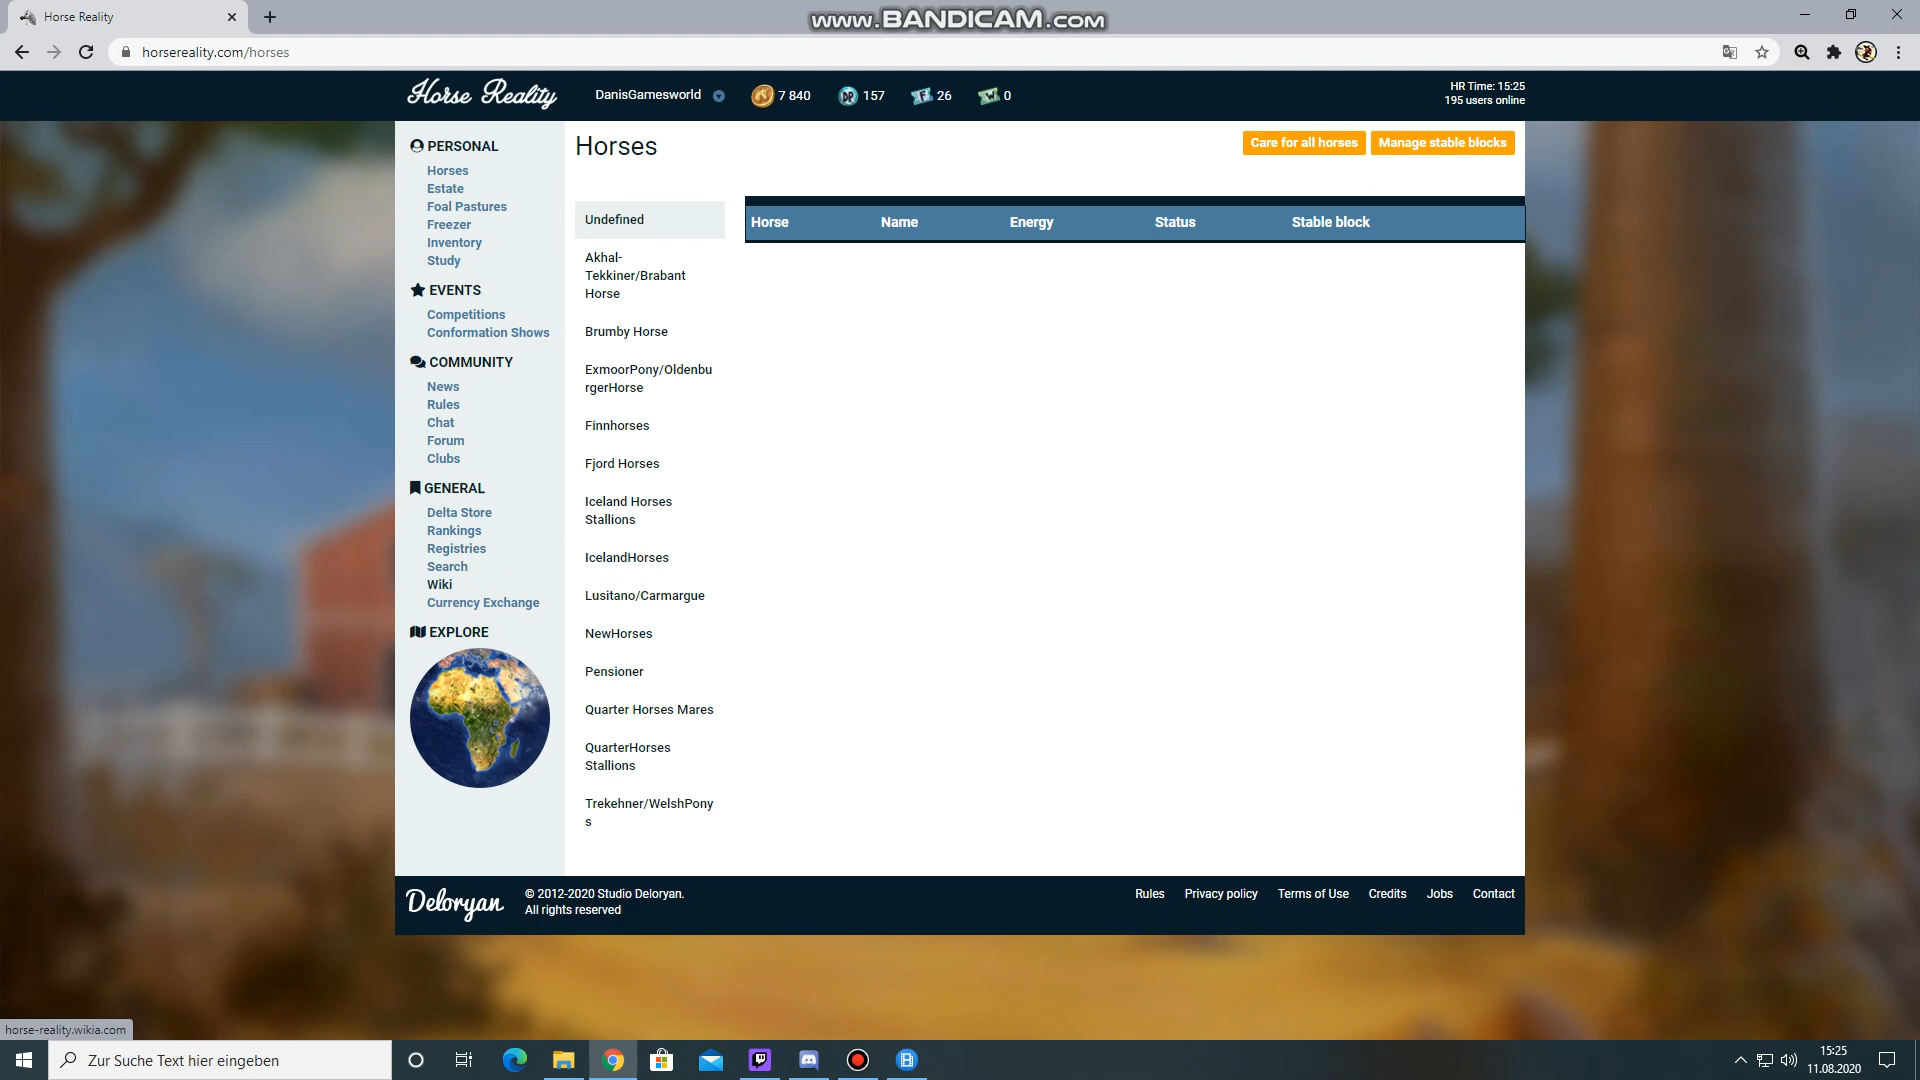 Horse Reality
www.BANDICAM.com
horsereality.com/horses
Horse Reality
DanisGamesworld
7 840
DP
157
F
26
W
0
HR Time: 15:25
195 users online
PERSONAL
Horses
Estate
Foal Pastures
Freezer
Inventory
Study
EVENTS
Competitions
Conformation Shows
COMMUNITY
News
Rules
Chat
Forum
Clubs
GENERAL
Delta Store
Rankings
Registries
Search
Wiki
Currency Exchange
EXPLORE
Horses
Care for all horses
Manage stable blocks
Undefined
Akhal-
Tekkiner/Brabant
Horse
Brumby Horse
ExmoorPony/Oldenbu
rgerHorse
Finnhorses
Fjord Horses
Iceland Horses
Stallions
IcelandHorses
Lusitano/Carmargue
NewHorses
Pensioner
Quarter Horses Mares
QuarterHorses
Stallions
Trekehner/WelshPony
s
Horse Name Energy Status Stable block
Deloryan
© 2012-2020 Studio Deloryan.
All rights reserved
Rules Privacy policy Terms of Use Credits Jobs Contact
horse-reality.wikia.com
Zur Suche Text hier eingeben
15:25
11.08.2020